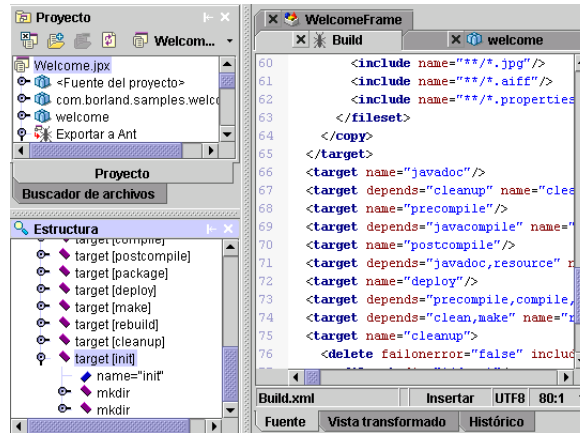 Proyecto
Welcom...
Welcome.jpx
<Fuente del proyecto>
com.borland.samples.welco
welcome
Exportar a Ant
Proyecto
Buscador de archivos
Estructura
target [compile]
target [postcompile]
target [package]
target [deploy]
target [make]
target [rebuild]
target [cleanup]
target [init]
name="init"
mkdir
mkdir
WelcomeFrame
Build
welcome
60 <include name="**/*.jpg"/>
61 <include name="**/*.aiff"/>
62 <include name="**/*.properties
63 </fileset>
64 </copy>
65 </target>
66 <target name="javadoc"/>
67 <target depends="cleanup" name="clea
68 <target name="precompile"/>
69 <target depends="javacompile" name="
70 <target name="postcompile"/>
71 <target depends="javadoc,resource" n
72 <target name="deploy"/>
73 <target depends="precompile,compile,
74 <target depends="clean,make" name="r
75 <target name="cleanup">
76 <delete failonerror="false" includ
Build.xml
Insertar
UTF8
80:1
Fuente
Vista transformado
Histórico